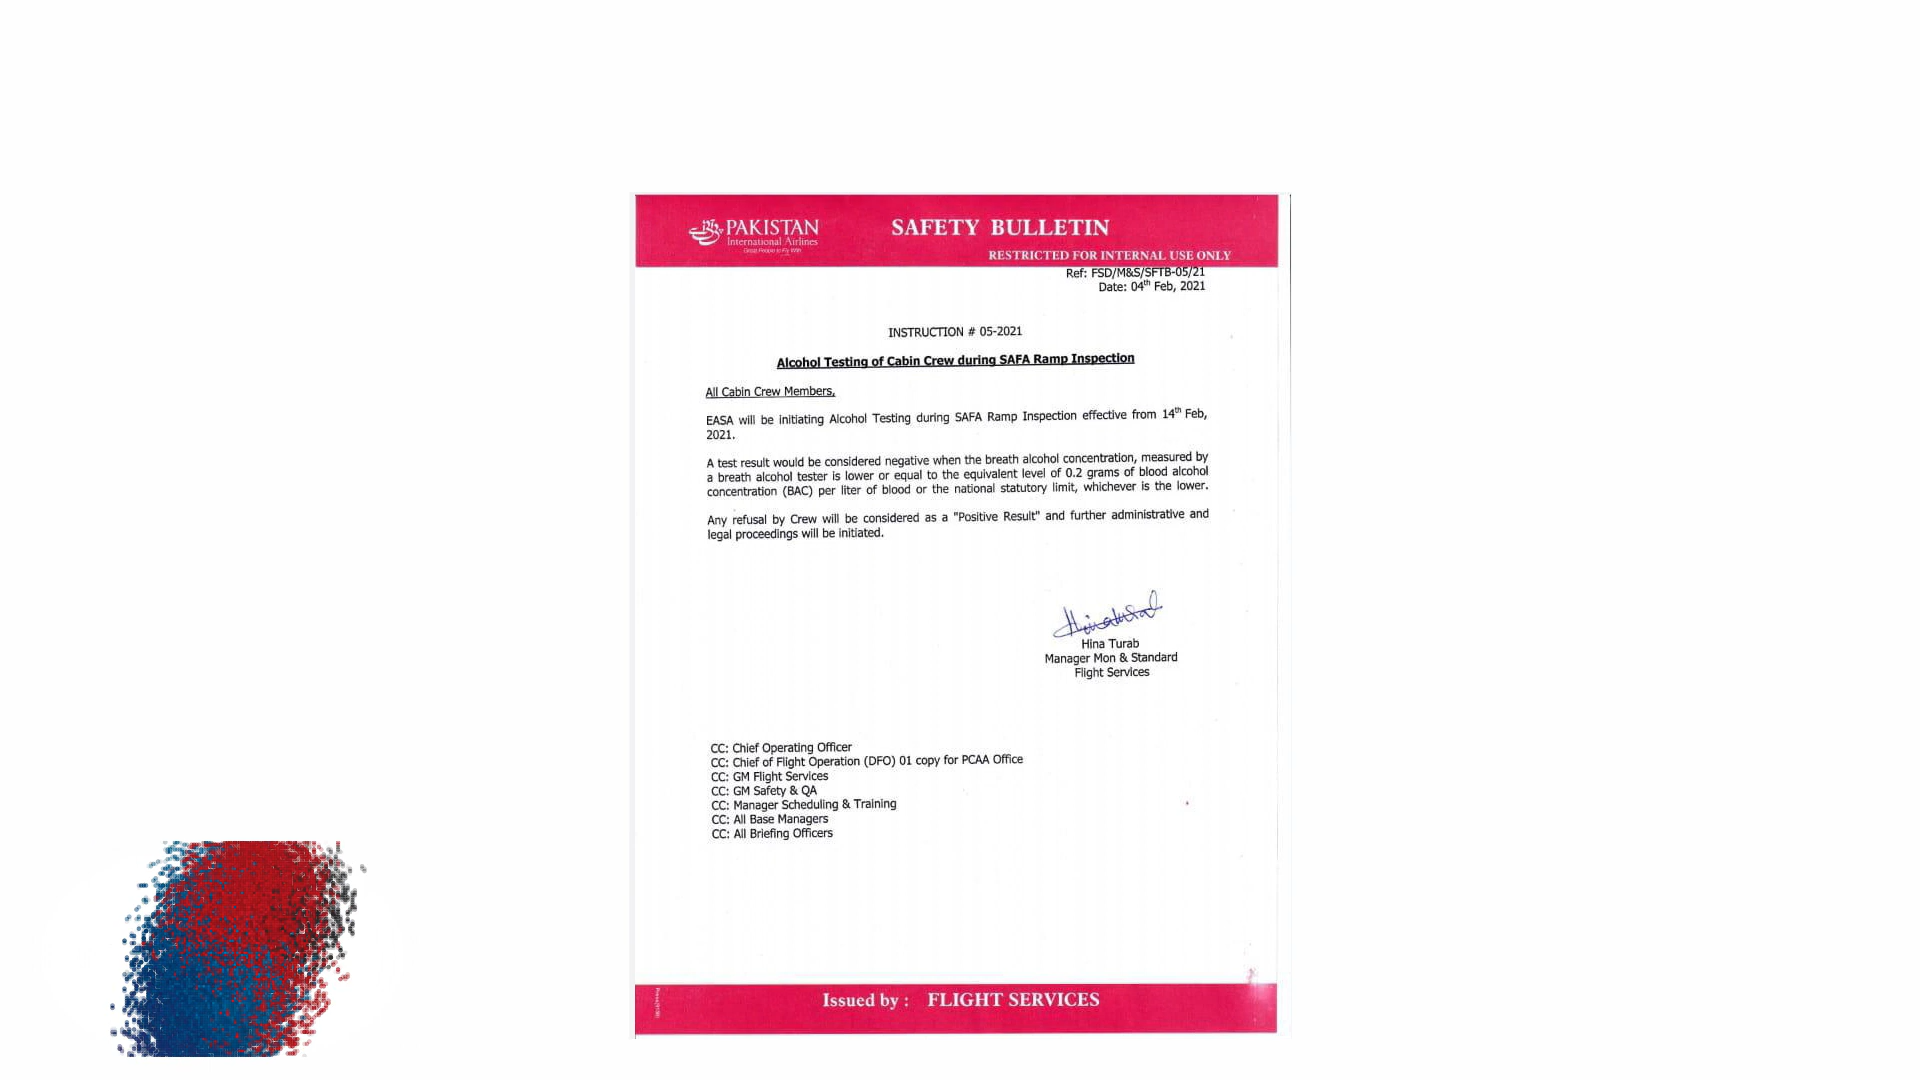 PAKISTAN
International Airlines
Great People to Fly With
SAFETY BULLETIN
RESTRICTED FOR INTERNAL USE ONLY
Ref: FSD/M&S/SFTB-05/21
Date: 04th Feb, 2021
INSTRUCTION # 05-2021
Alcohol Testing of Cabin Crew during SAFA Ramp Inspection
All Cabin Crew Members,
EASA will be initiating Alcohol Testing during SAFA Ramp Inspection effective from 14th Feb,
2021.
A test result would be considered negative when the breath alcohol concentration, measured by
a breath alcohol tester is lower or equal to the equivalent level of 0.2 grams of blood alcohol
concentration (BAC) per liter of blood or the national statutory limit, whichever is the lower.
Any refusal by Crew will be considered as a "Positive Result" and further administrative and
legal proceedings will be initiated.
Hina Turab
Manager Mon & Standard
Flight Services
CC: Chief Operating Officer
CC: Chief of Flight Operation (DFO) 01 copy for PCAA Office
CC: GM Flight Services
CC: GM Safety & QA
CC: Manager Scheduling & Training
CC: All Base Managers
CC: All Briefing Officers
Issued by : FLIGHT SERVICES